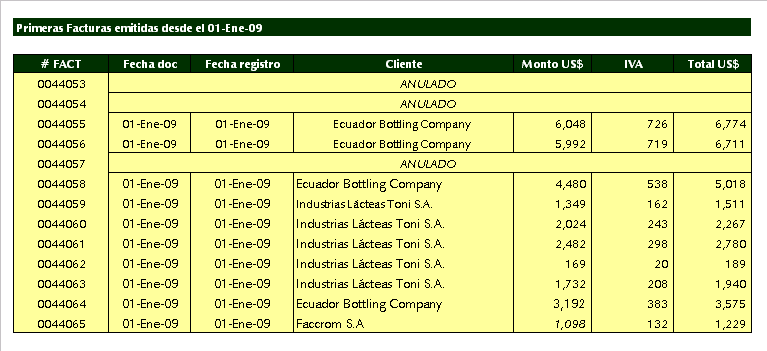 Primeras Facturas emitidas desde el 01-Ene-09
# FACT Fecha doc Fecha registro Cliente Monto US$ IVA Total US$
0044053 ANULADO
0044054 ANULADO
0044055 01-Ene-09 01-Ene-09 Ecuador Bottling Company 6,048 726 6,774
0044056 01-Ene-09 01-Ene-09 Ecuador Bottling Company 5,992 719 6,711
0044057 ANULADO
0044058 01-Ene-09 01-Ene-09 Ecuador Bottling Company 4,480 538 5,018
0044059 01-Ene-09 01-Ene-09 Industrias Lácteas Toni S.A. 1,349 162 1,511
0044060 01-Ene-09 01-Ene-09 Industrias Lácteas Toni S.A. 2,024 243 2,267
0044061 01-Ene-09 01-Ene-09 Industrias Lácteas Toni S.A. 2,482 298 2,780
0044062 01-Ene-09 01-Ene-09 Industrias Lácteas Toni S.A. 169 20 189
0044063 01-Ene-09 01-Ene-09 Industrias Lácteas Toni S.A. 1,732 208 1,940
0044064 01-Ene-09 01-Ene-09 Ecuador Bottling Company 3,192 383 3,575
0044065 01-Ene-09 01-Ene-09 Faccrom S.A 1,098 132 1,229